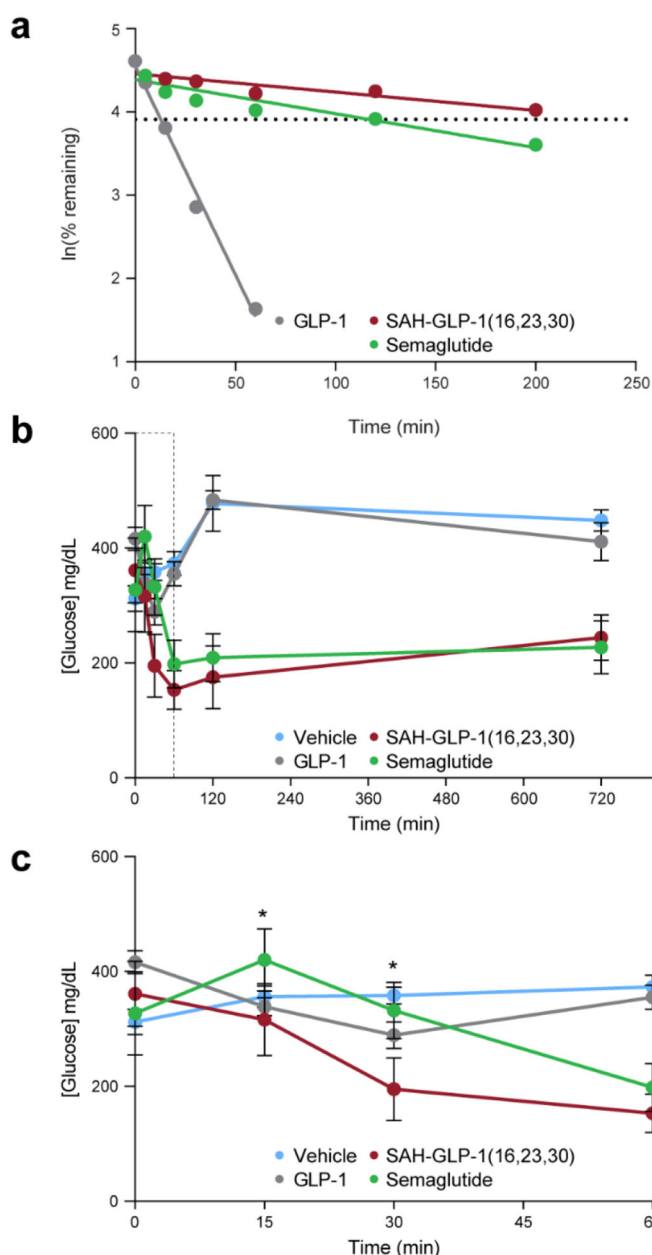 a
5
4
3
2
1
ln(% remaining)
GLP-1 SAH-GLP-1(16,23,30)
Semaglutide
0 50 100 150 200 250
Time (min)
b
600
400
200
0
[Glucose] mg/dL
Vehicle SAH-GLP-1(16,23,30)
GLP-1 Semaglutide
0 120 240 360 480 600 720
Time (min)
c
600
400
200
0
[Glucose] mg/dL
*
*
Vehicle SAH-GLP-1(16,23,30)
GLP-1 Semaglutide
0 15 30 45
Time (min)